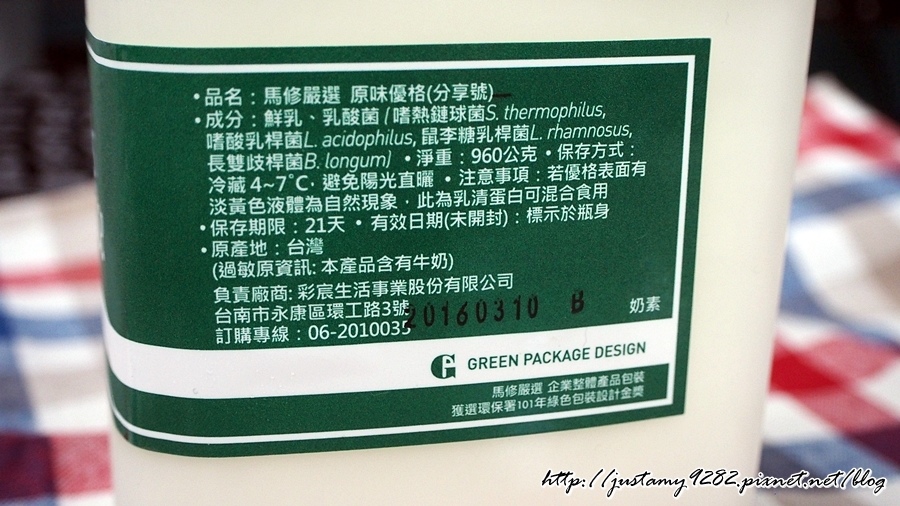 •品名：馬修嚴選 原味優格(分享號)
•成分：鮮乳、乳酸菌(嗜熱鏈球菌S. thermophilus,
嗜酸乳桿菌L. acidophilus, 鼠李糖乳桿菌L. rhamnosus,
長雙歧桿菌B. longum) •淨重：960公克 •保存方式：
冷藏4~7℃，避免陽光直曬 •注意事項：若優格表面有
淡黃色液體為自然現象，此為乳清蛋白可混合食用
•保存期限：21天 •有效日期(未開封)：標示於瓶身
•原產地：台灣
(過敏原資訊: 本產品含有牛奶)
負責廠商: 彩宸生活事業股份有限公司
台南市永康區環工路3號
20160310 B
奶素
訂購專線：06-2010035
GREEN PACKAGE DESIGN
馬修嚴選 企業整體產品包裝
獲選環保署101年綠色包裝設計金獎
http://justamy9282.pixnet.net/blog